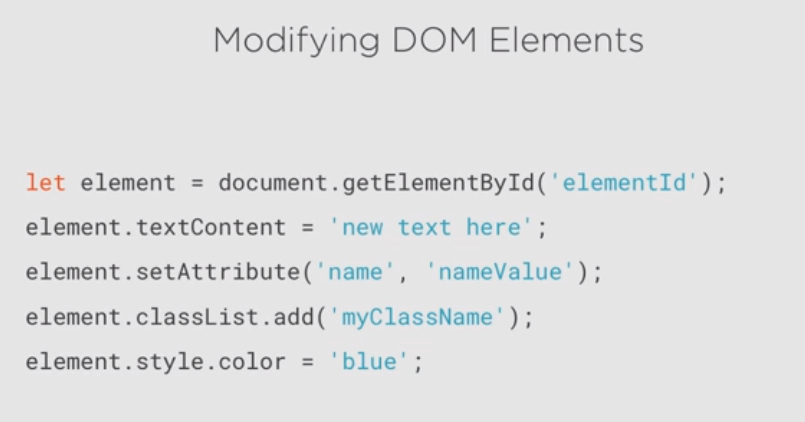 Modifying DOM Elements
let element = document.getElementById('elementId');
element.textContent = 'new text here';
element.setAttribute('name', 'nameValue');
element.classList.add('myClassName');
element.style.color = 'blue';